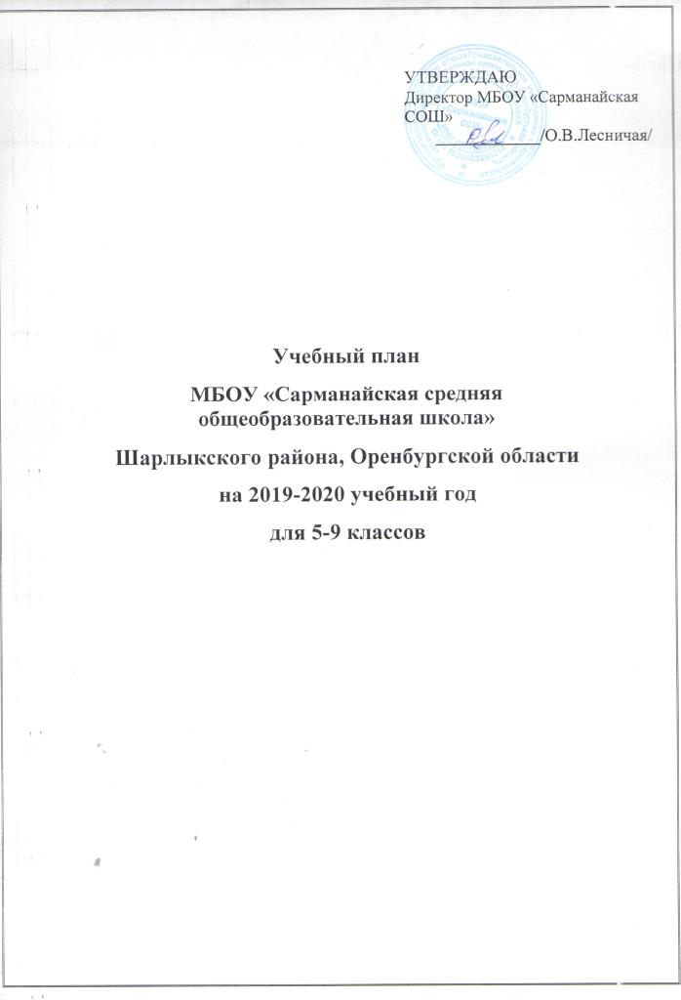 УТВЕРЖДАЮ
Директор МБОУ «Сарманайская
СОШ»
____________/О.В.Лесничая/
Учебный план
МБОУ «Сарманайская средняя
общеобразовательная школа»
Шарлыкского района, Оренбургской области
на 2019-2020 учебный год
для 5-9 классов